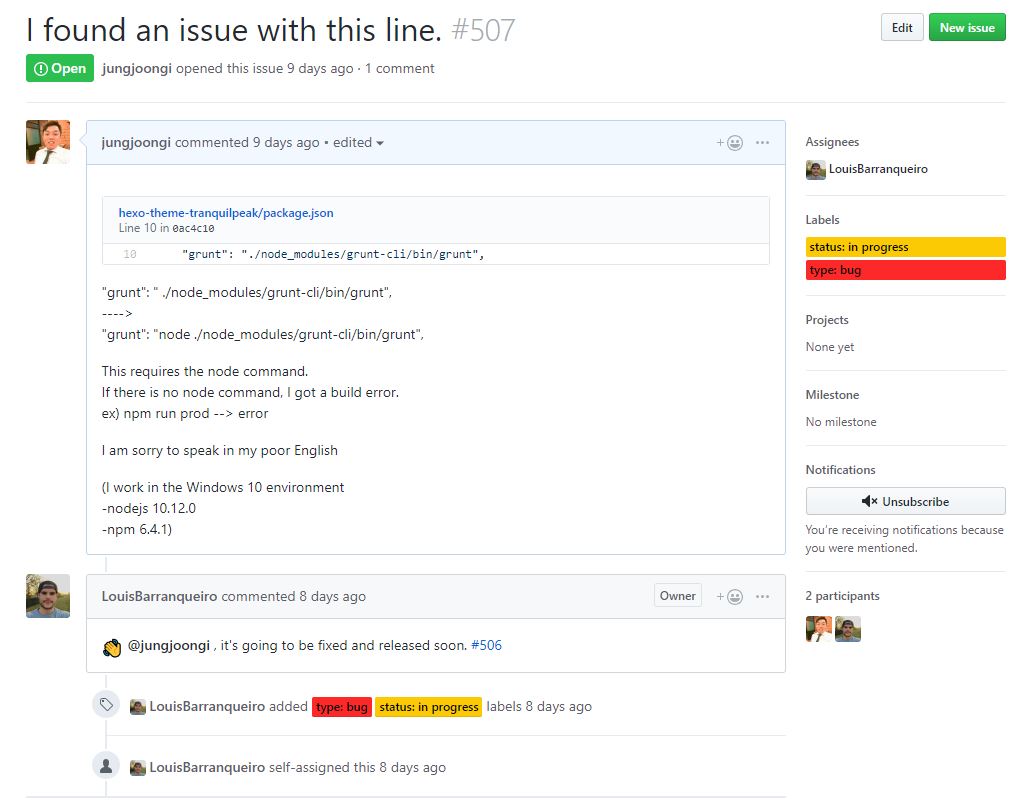 I found an issue with this line. #507
Edit
New issue
Open
jungjoongi opened this issue 9 days ago · 1 comment
jungjoongi commented 9 days ago • edited
hexo-theme-tranquilpeak/package.json
Line 10 in 0ac4c10
10 "grunt": "./node_modules/grunt-cli/bin/grunt",
"grunt": " ./node_modules/grunt-cli/bin/grunt",
---->
"grunt": "node ./node_modules/grunt-cli/bin/grunt",
This requires the node command.
If there is no node command, I got a build error.
ex) npm run prod --> error
I am sorry to speak in my poor English
(I work in the Windows 10 environment
-nodejs 10.12.0
-npm 6.4.1)
LouisBarranqueiro commented 8 days ago
Owner
@jungjoongi , it's going to be fixed and released soon. #506
LouisBarranqueiro added type: bug status: in progress labels 8 days ago
LouisBarranqueiro self-assigned this 8 days ago
Assignees
LouisBarranqueiro
Labels
status: in progress
type: bug
Projects
None yet
Milestone
No milestone
Notifications
Unsubscribe
You're receiving notifications because
you were mentioned.
2 participants